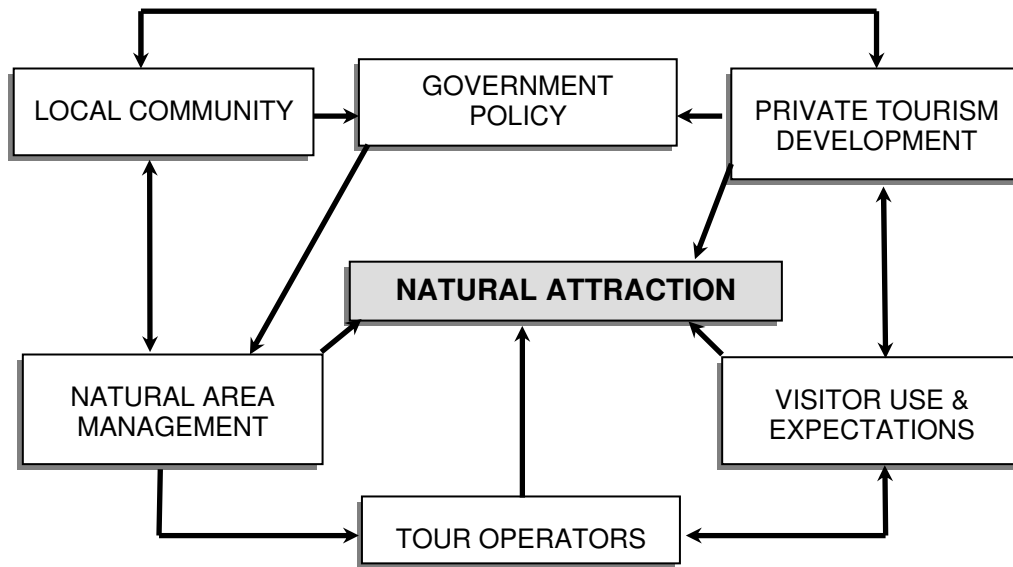 LOCAL COMMUNITY
GOVERNMENT
POLICY
PRIVATE TOURISM
DEVELOPMENT
NATURAL ATTRACTION
NATURAL AREA
MANAGEMENT
VISITOR USE &
EXPECTATIONS
TOUR OPERATORS